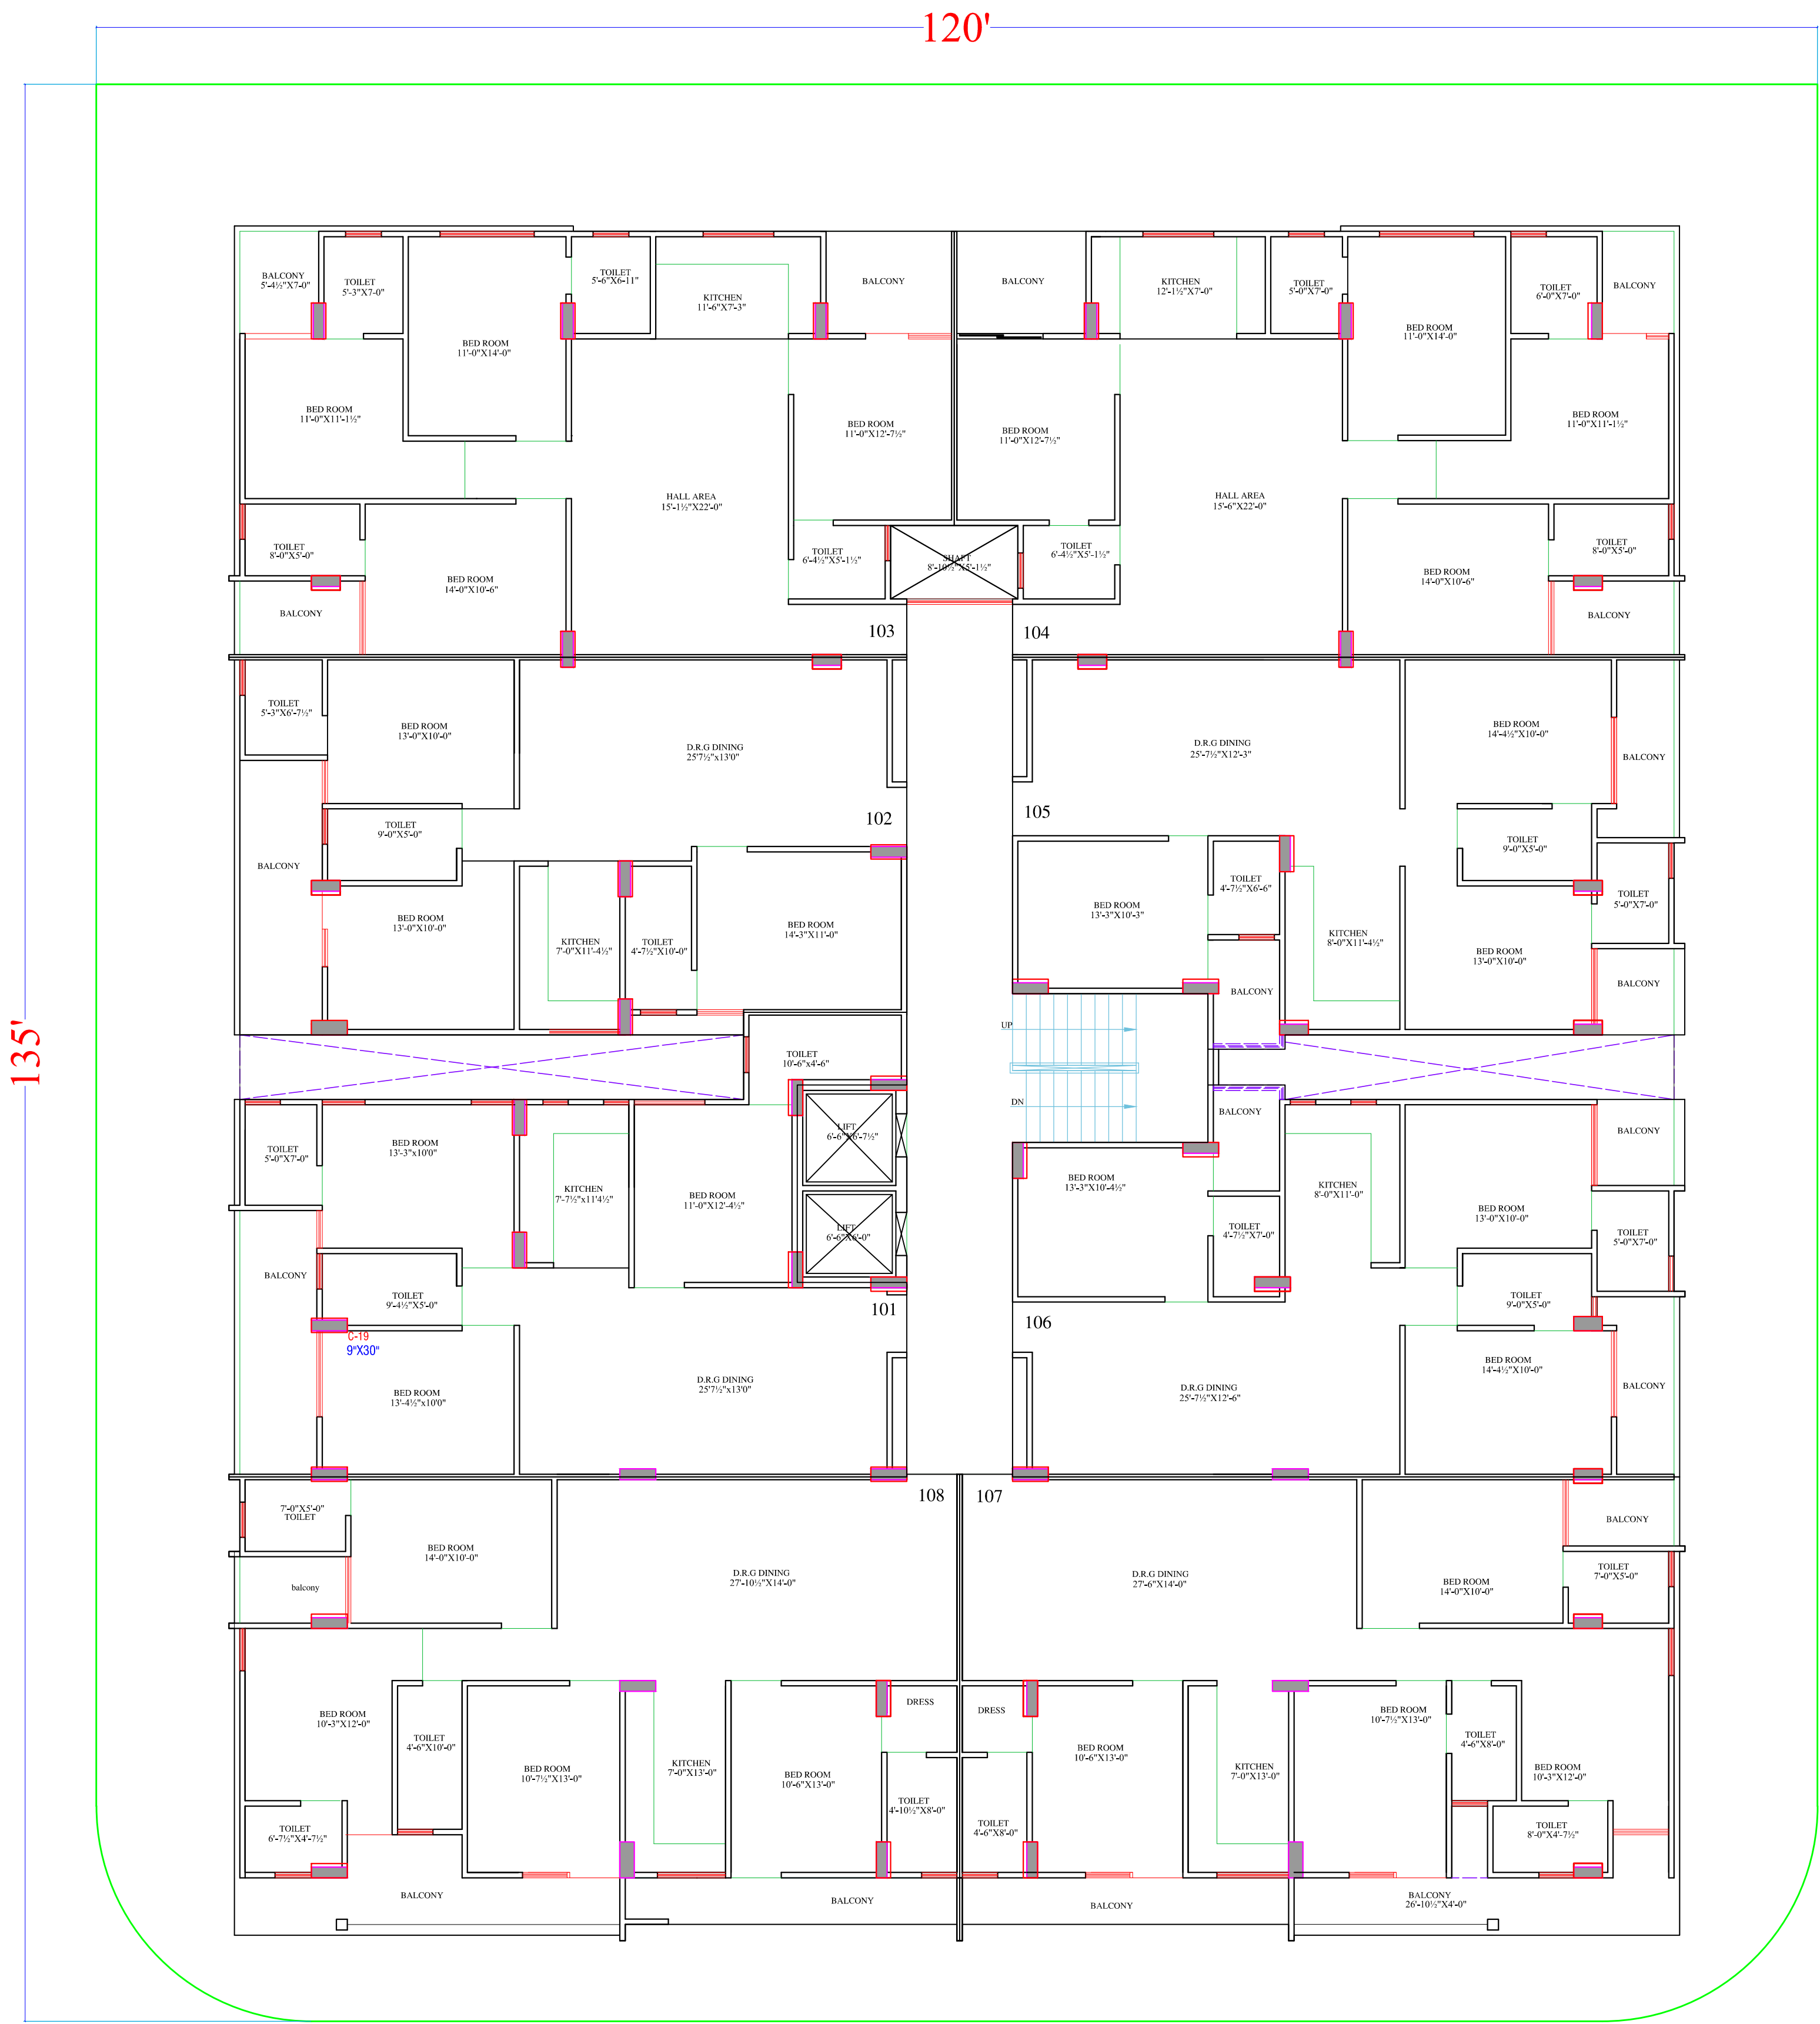 120'
135'
BALCONY
5'-4½"X7-0"
TOILET
5'-3"X7-0"
BED ROOM
11'-0"X14'-0"
TOILET
5'-6"X6-11"
KITCHEN
11'-6"X7'-3"
BALCONY
BALCONY
KITCHEN
12'-1½"X7'-0"
TOILET
5'-0"X7'-0"
BED ROOM
11'-0"X14'-0"
TOILET
6'-0"X7'-0"
BALCONY
BED ROOM
11'-0"X11'-1½"
BED ROOM
11'-0"X12'-7½"
BED ROOM
11'-0"X12'-7½"
BED ROOM
11'-0"X11'-1½"
HALL AREA
15'-1½"X22'-0"
HALL AREA
15'-6"X22'-0"
TOILET
8'-0"X5'-0"
BED ROOM
14'-0"X10'-6"
TOILET
6'-4½"X5'-1½"
SHAFT
8'-10½"X5'-1½"
TOILET
6'-4½"X5'-1½"
BED ROOM
14'-0"X10'-6"
TOILET
8'-0"X5'-0"
BALCONY
BALCONY
103
104
TOILET
5'-3"X6'-7½"
BED ROOM
13'-0"X10'-0"
D.R.G DINING
25'7½"x13'0"
D.R.G DINING
25'-7½"X12'-3"
BED ROOM
14'-4½"X10'-0"
BALCONY
102
105
TOILET
9'-0"X5'-0"
TOILET
9'-0"X5'-0"
BALCONY
TOILET
4'-7½"X6'-6"
TOILET
5'-0"X7'-0"
BED ROOM
13'-0"X10'-0"
KITCHEN
7'-0"X11'-4½"
TOILET
4'-7½"X10'-0"
BED ROOM
14'-3"X11'-0"
BED ROOM
13'-3"X10'-3"
KITCHEN
8'-0"X11'-4½"
BED ROOM
13'-0"X10'-0"
BALCONY
BALCONY
UP
DN
TOILET
10'-6"x4'-6"
BALCONY
BALCONY
TOILET
5'-0"X7'-0"
BED ROOM
13'-3"x10'0"
LIFT
6'-6"X6'-7½"
KITCHEN
7'-7½"x11'4½"
BED ROOM
11'-0"X12'-4½"
LIFT
6'-6"X6'-0"
BED ROOM
13'-3"X10'-4½"
TOILET
4'-7½"X7'-0"
KITCHEN
8'-0"X11'-0"
BED ROOM
13'-0"X10'-0"
TOILET
5'-0"X7'-0"
BALCONY
TOILET
9'-4½"X5'-0"
TOILET
9'-0"X5'-0"
101
106
C-19
9"X30"
BED ROOM
13'-4½"x10'0"
D.R.G DINING
25'7½"x13'0"
D.R.G DINING
25'-7½"X12'-6"
BED ROOM
14'-4½"X10'-0"
BALCONY
108
107
7'-0"X5'-0"
TOILET
BED ROOM
14'-0"X10'-0"
balcony
D.R.G DINING
27'-10½"X14'-0"
D.R.G DINING
27'-6"X14'-0"
BED ROOM
14'-0"X10'-0"
BALCONY
TOILET
7'-0"X5'-0"
BED ROOM
10'-3"X12'-0"
TOILET
4'-6"X10'-0"
BED ROOM
10'-7½"X13'-0"
KITCHEN
7'-0"X13'-0"
BED ROOM
10'-6"X13'-0"
DRESS
DRESS
BED ROOM
10'-6"X13'-0"
KITCHEN
7'-0"X13'-0"
BED ROOM
10'-7½"X13'-0"
TOILET
4'-6"X8'-0"
BED ROOM
10'-3"X12'-0"
TOILET
6'-7½"X4'-7½"
TOILET
4'-10½"X8'-0"
TOILET
4'-6"X8'-0"
TOILET
8'-0"X4'-7½"
BALCONY
BALCONY
BALCONY
BALCONY
26'-10½"X4'-0"